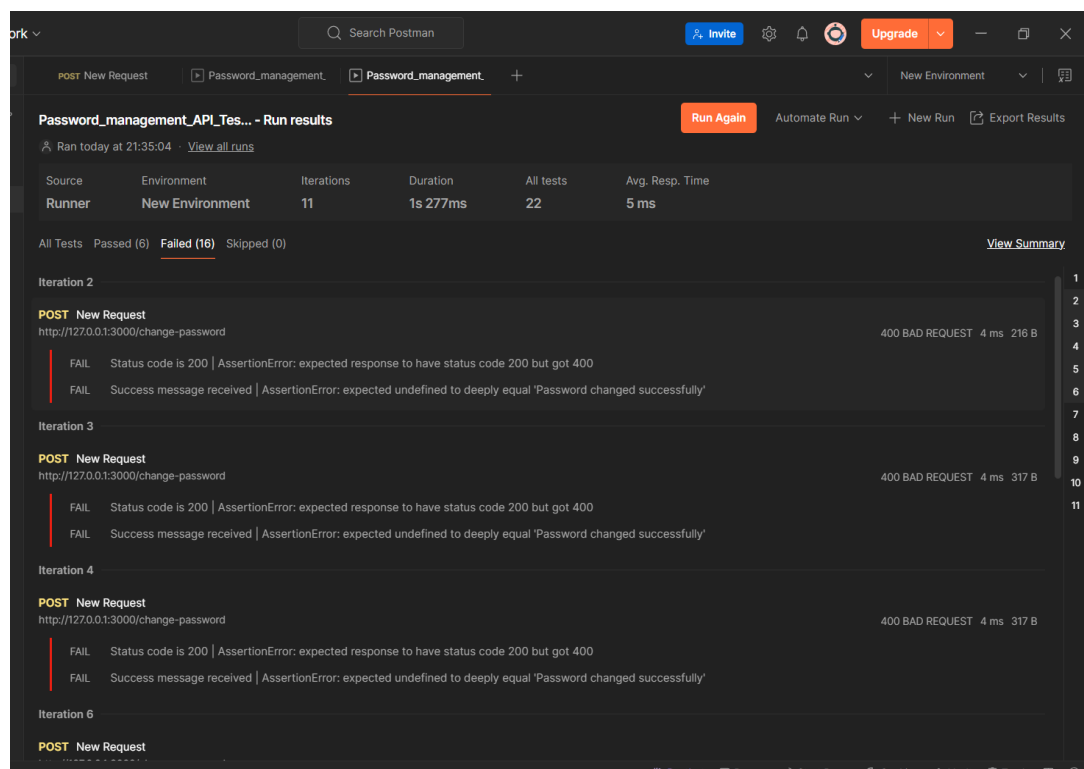 ork
Search Postman
Invite
Upgrade
POST New Request
Password_management_
Password_management_
New Environment
Password_management_API_Tes... - Run results
Run Again
Automate Run
+ New Run
Export Results
Ran today at 21:35:04 · View all runs
Source Environment Iterations Duration All tests Avg. Resp. Time
Runner New Environment 11 1s 277ms 22 5 ms
All Tests Passed (6) Failed (16) Skipped (0) View Summary
Iteration 2
POST New Request
http://127.0.0.1:3000/change-password
400 BAD REQUEST 4 ms 216 B
FAIL Status code is 200 | AssertionError: expected response to have status code 200 but got 400
FAIL Success message received | AssertionError: expected undefined to deeply equal 'Password changed successfully'
Iteration 3
POST New Request
http://127.0.0.1:3000/change-password
400 BAD REQUEST 4 ms 317 B
FAIL Status code is 200 | AssertionError: expected response to have status code 200 but got 400
FAIL Success message received | AssertionError: expected undefined to deeply equal 'Password changed successfully'
Iteration 4
POST New Request
http://127.0.0.1:3000/change-password
400 BAD REQUEST 4 ms 317 B
FAIL Status code is 200 | AssertionError: expected response to have status code 200 but got 400
FAIL Success message received | AssertionError: expected undefined to deeply equal 'Password changed successfully'
Iteration 6
POST New Request
1
2
3
4
5
6
7
8
9
10
11